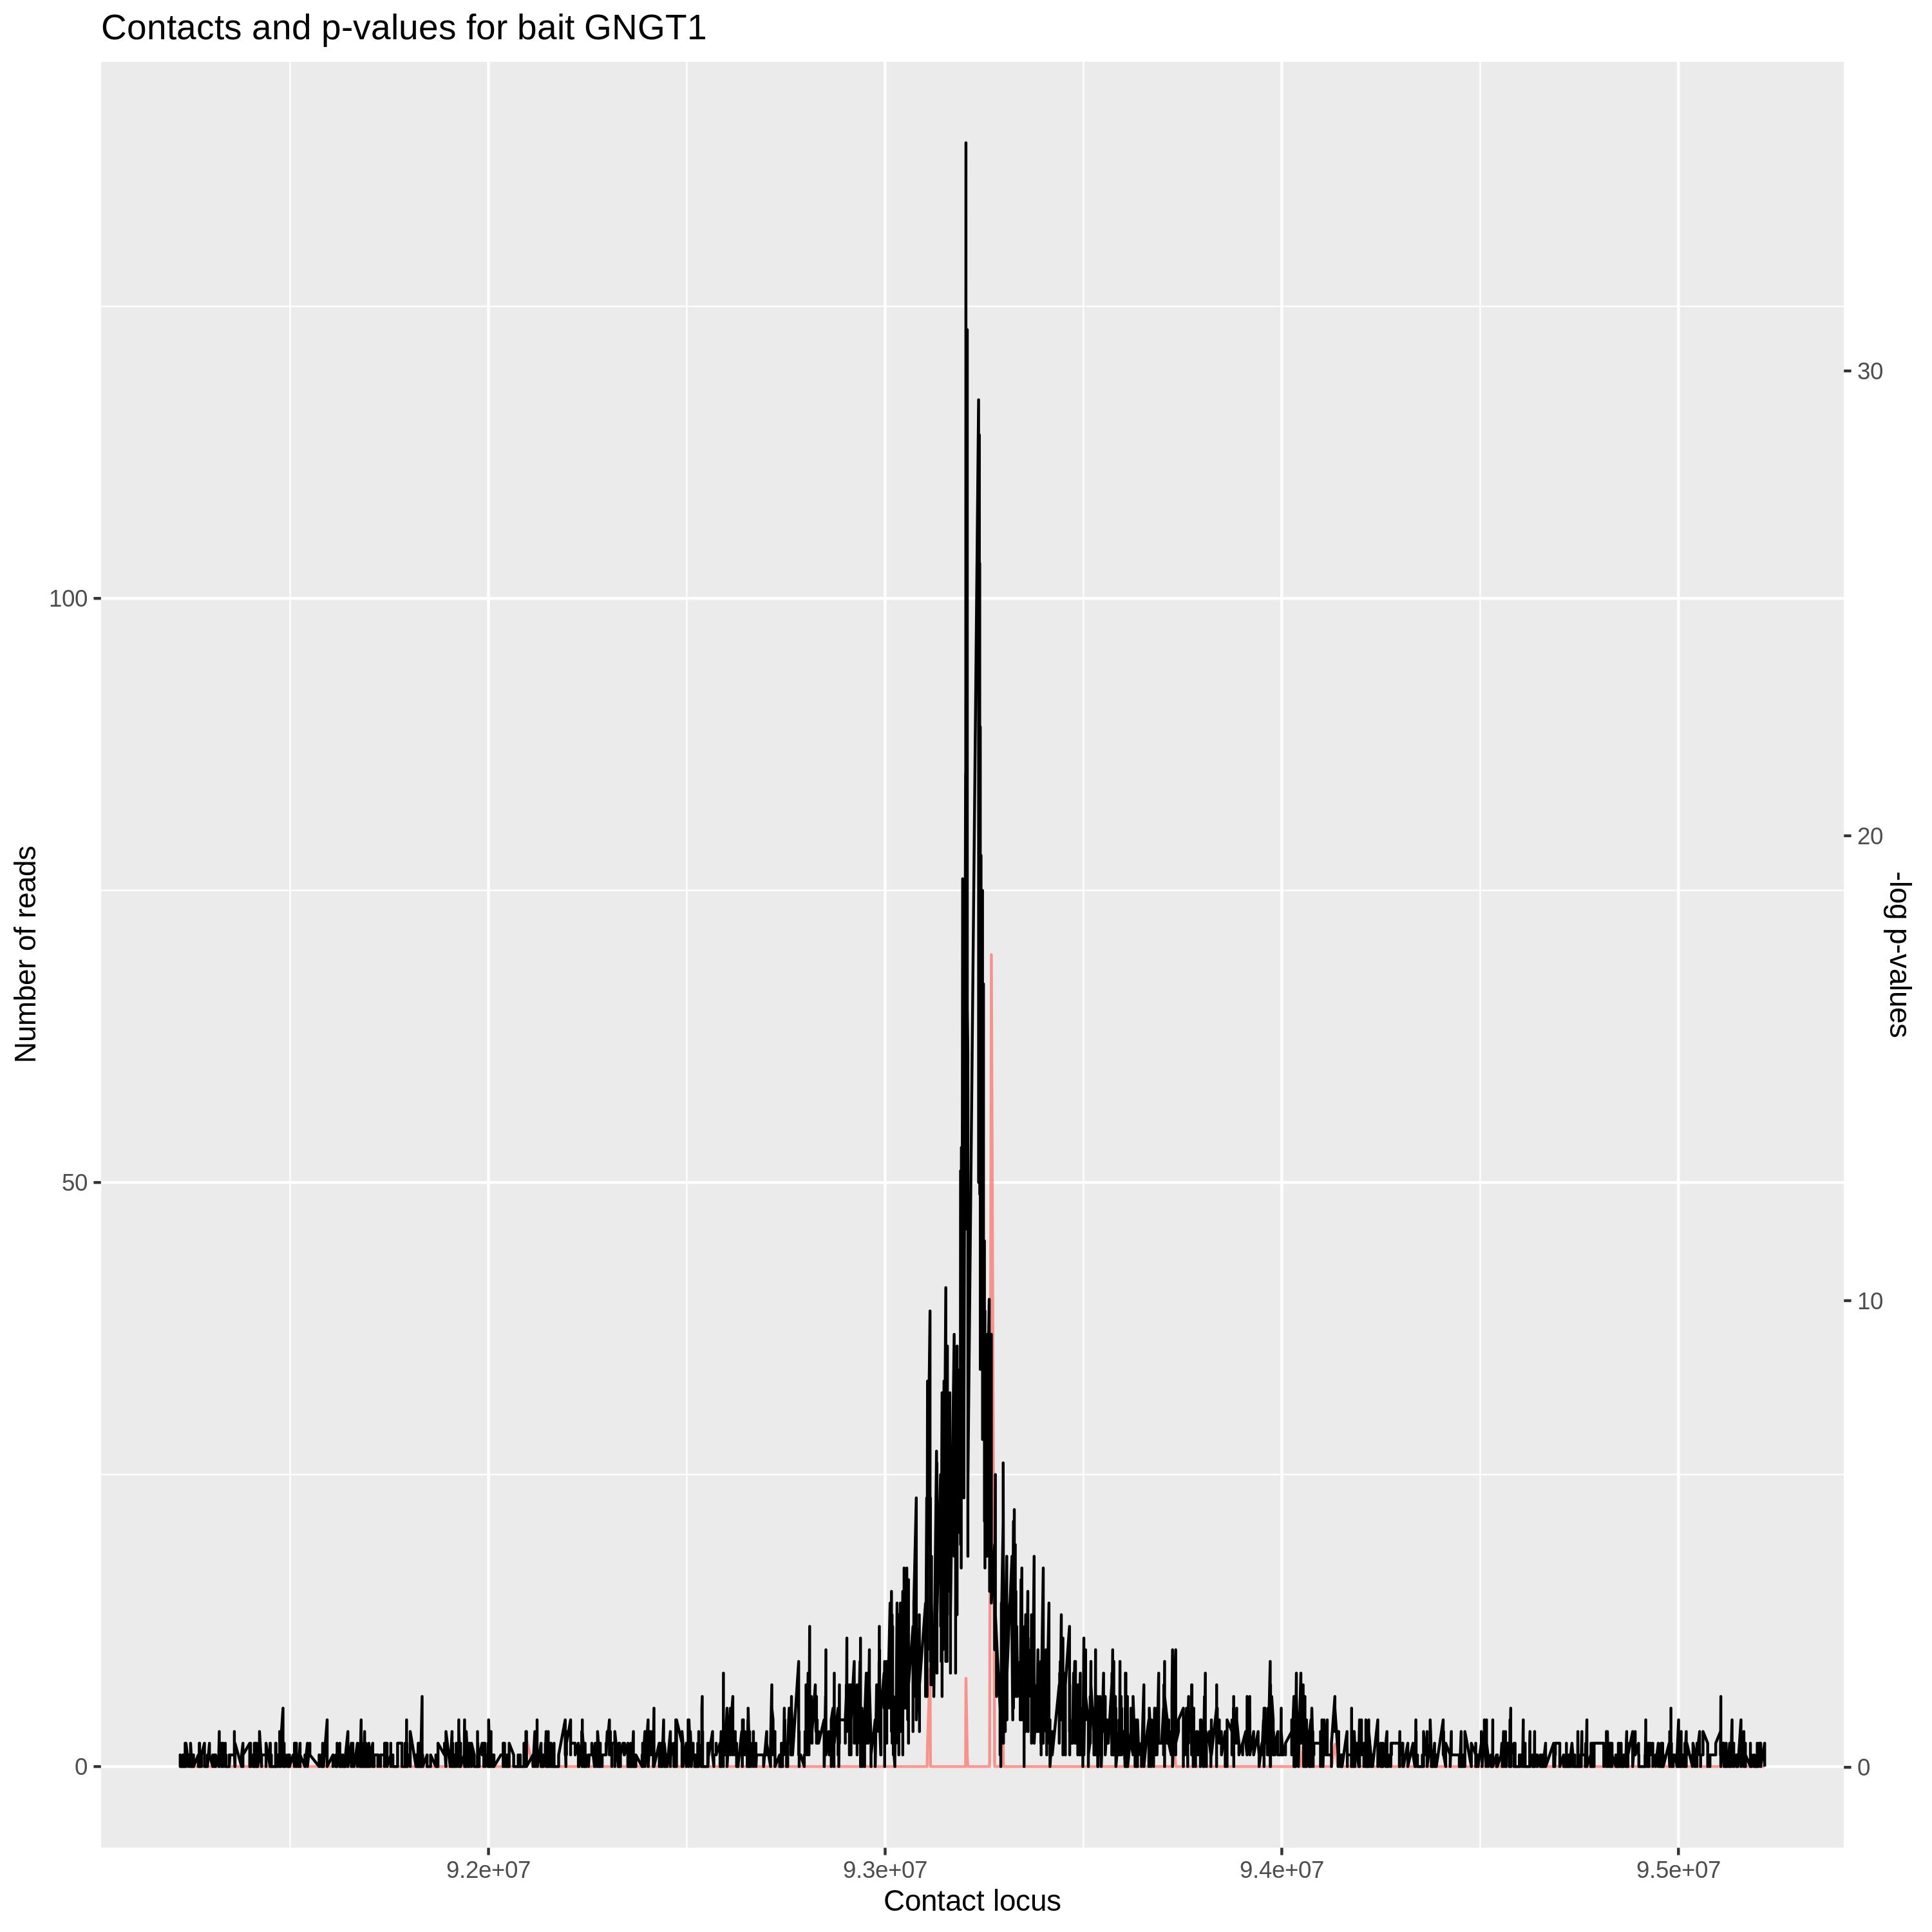 Contacts and p-values for bait GNGT1
Number of reads
100
50
0
30
20
10
0
-log p-values
9.2e+07 9.3e+07 9.4e+07 9.5e+07
Contact locus